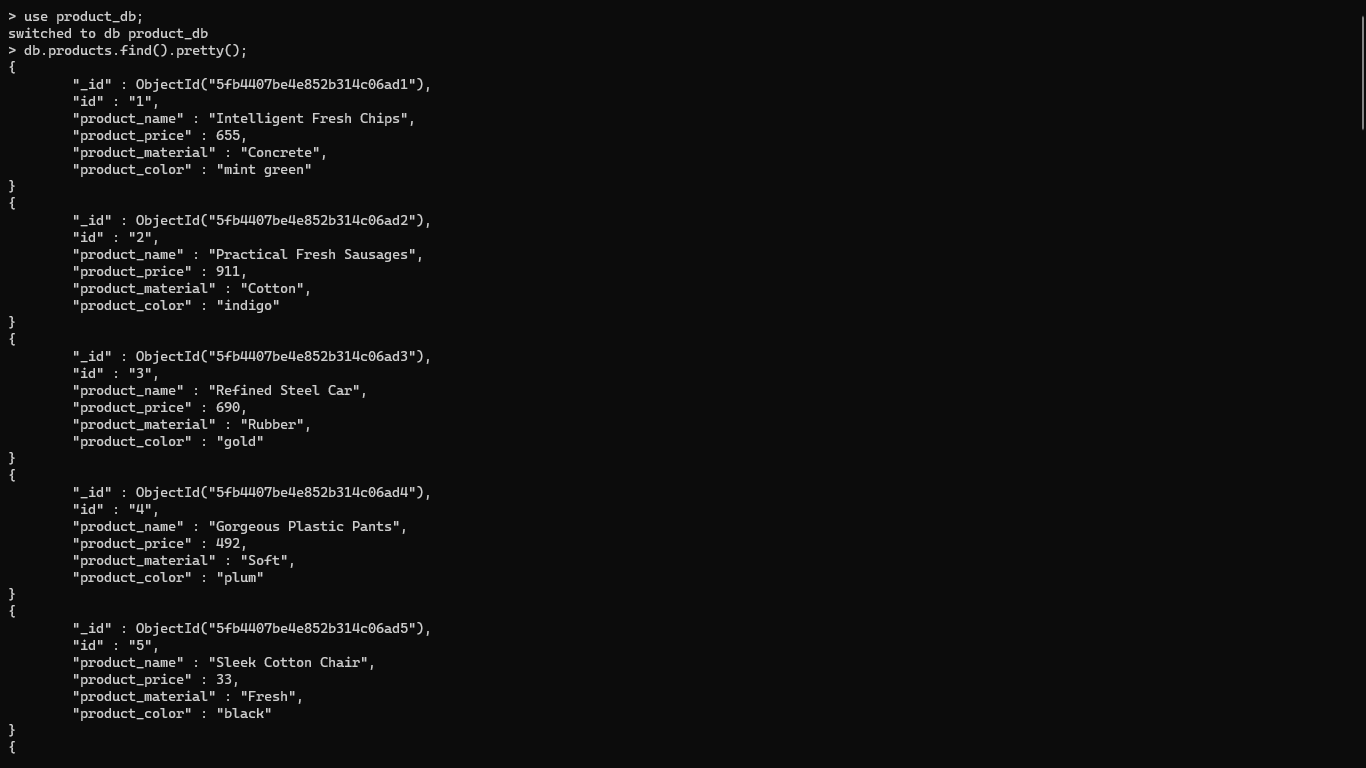 > use product_db;
switched to db product_db
> db.products.find().pretty();
{
        "_id" : ObjectId("5fb4407be4e852b314c06ad1"),
        "id" : "1",
        "product_name" : "Intelligent Fresh Chips",
        "product_price" : 655,
        "product_material" : "Concrete",
        "product_color" : "mint green"
}
{
        "_id" : ObjectId("5fb4407be4e852b314c06ad2"),
        "id" : "2",
        "product_name" : "Practical Fresh Sausages",
        "product_price" : 911,
        "product_material" : "Cotton",
        "product_color" : "indigo"
}
{
        "_id" : ObjectId("5fb4407be4e852b314c06ad3"),
        "id" : "3",
        "product_name" : "Refined Steel Car",
        "product_price" : 690,
        "product_material" : "Rubber",
        "product_color" : "gold"
}
{
        "_id" : ObjectId("5fb4407be4e852b314c06ad4"),
        "id" : "4",
        "product_name" : "Gorgeous Plastic Pants",
        "product_price" : 492,
        "product_material" : "Soft",
        "product_color" : "plum"
}
{
        "_id" : ObjectId("5fb4407be4e852b314c06ad5"),
        "id" : "5",
        "product_name" : "Sleek Cotton Chair",
        "product_price" : 33,
        "product_material" : "Fresh",
        "product_color" : "black"
}
{